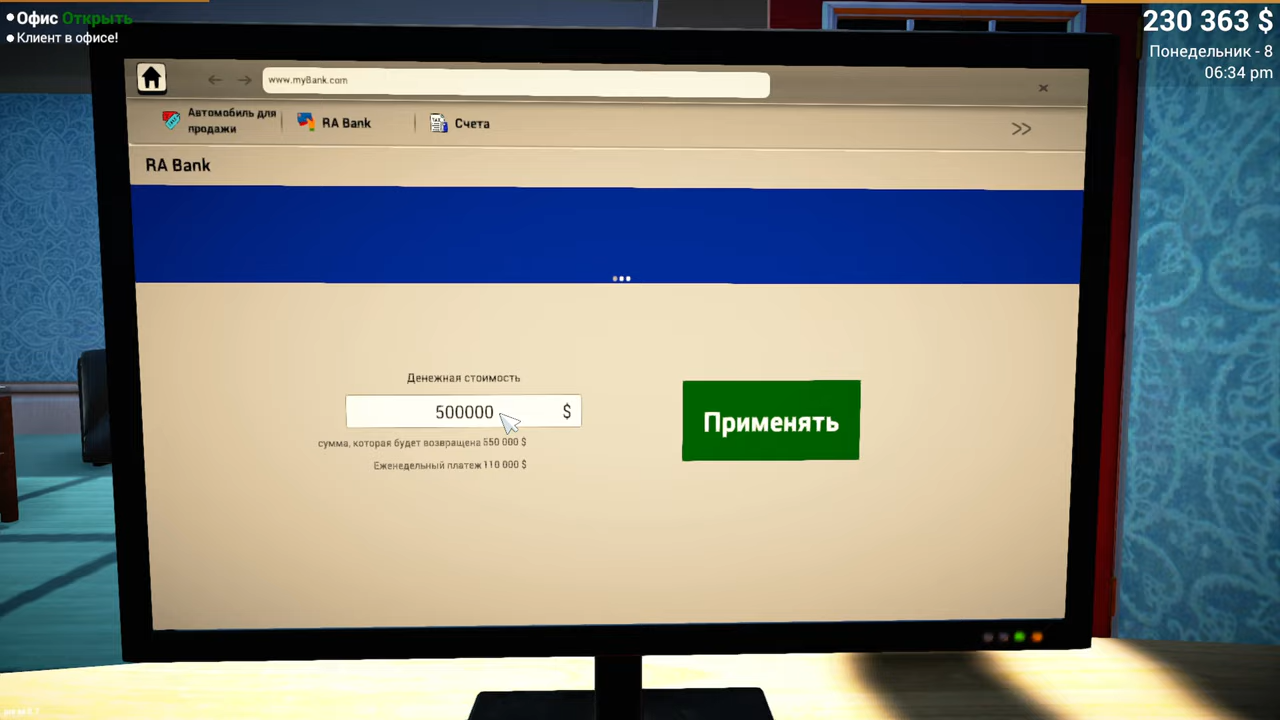 Офис Открыть
Клиент в офисе!
230 363 $
Понедельник - 8
06:34 pm
www.myBank.com
Автомобиль для
продажи
RA Bank
Счета
>>
RA Bank
Денежная стоимость
500000 $
сумма, которая будет возвращена 550 000 $
Еженедельный платеж 110 000 $
Применять